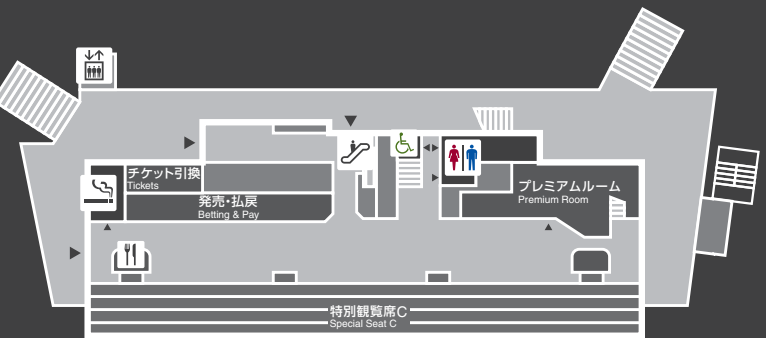 チケット引換
Tickets
発売・払戻
Betting & Pay
プレミアムルーム
Premium Room
特別観覧席C
Special Seat C